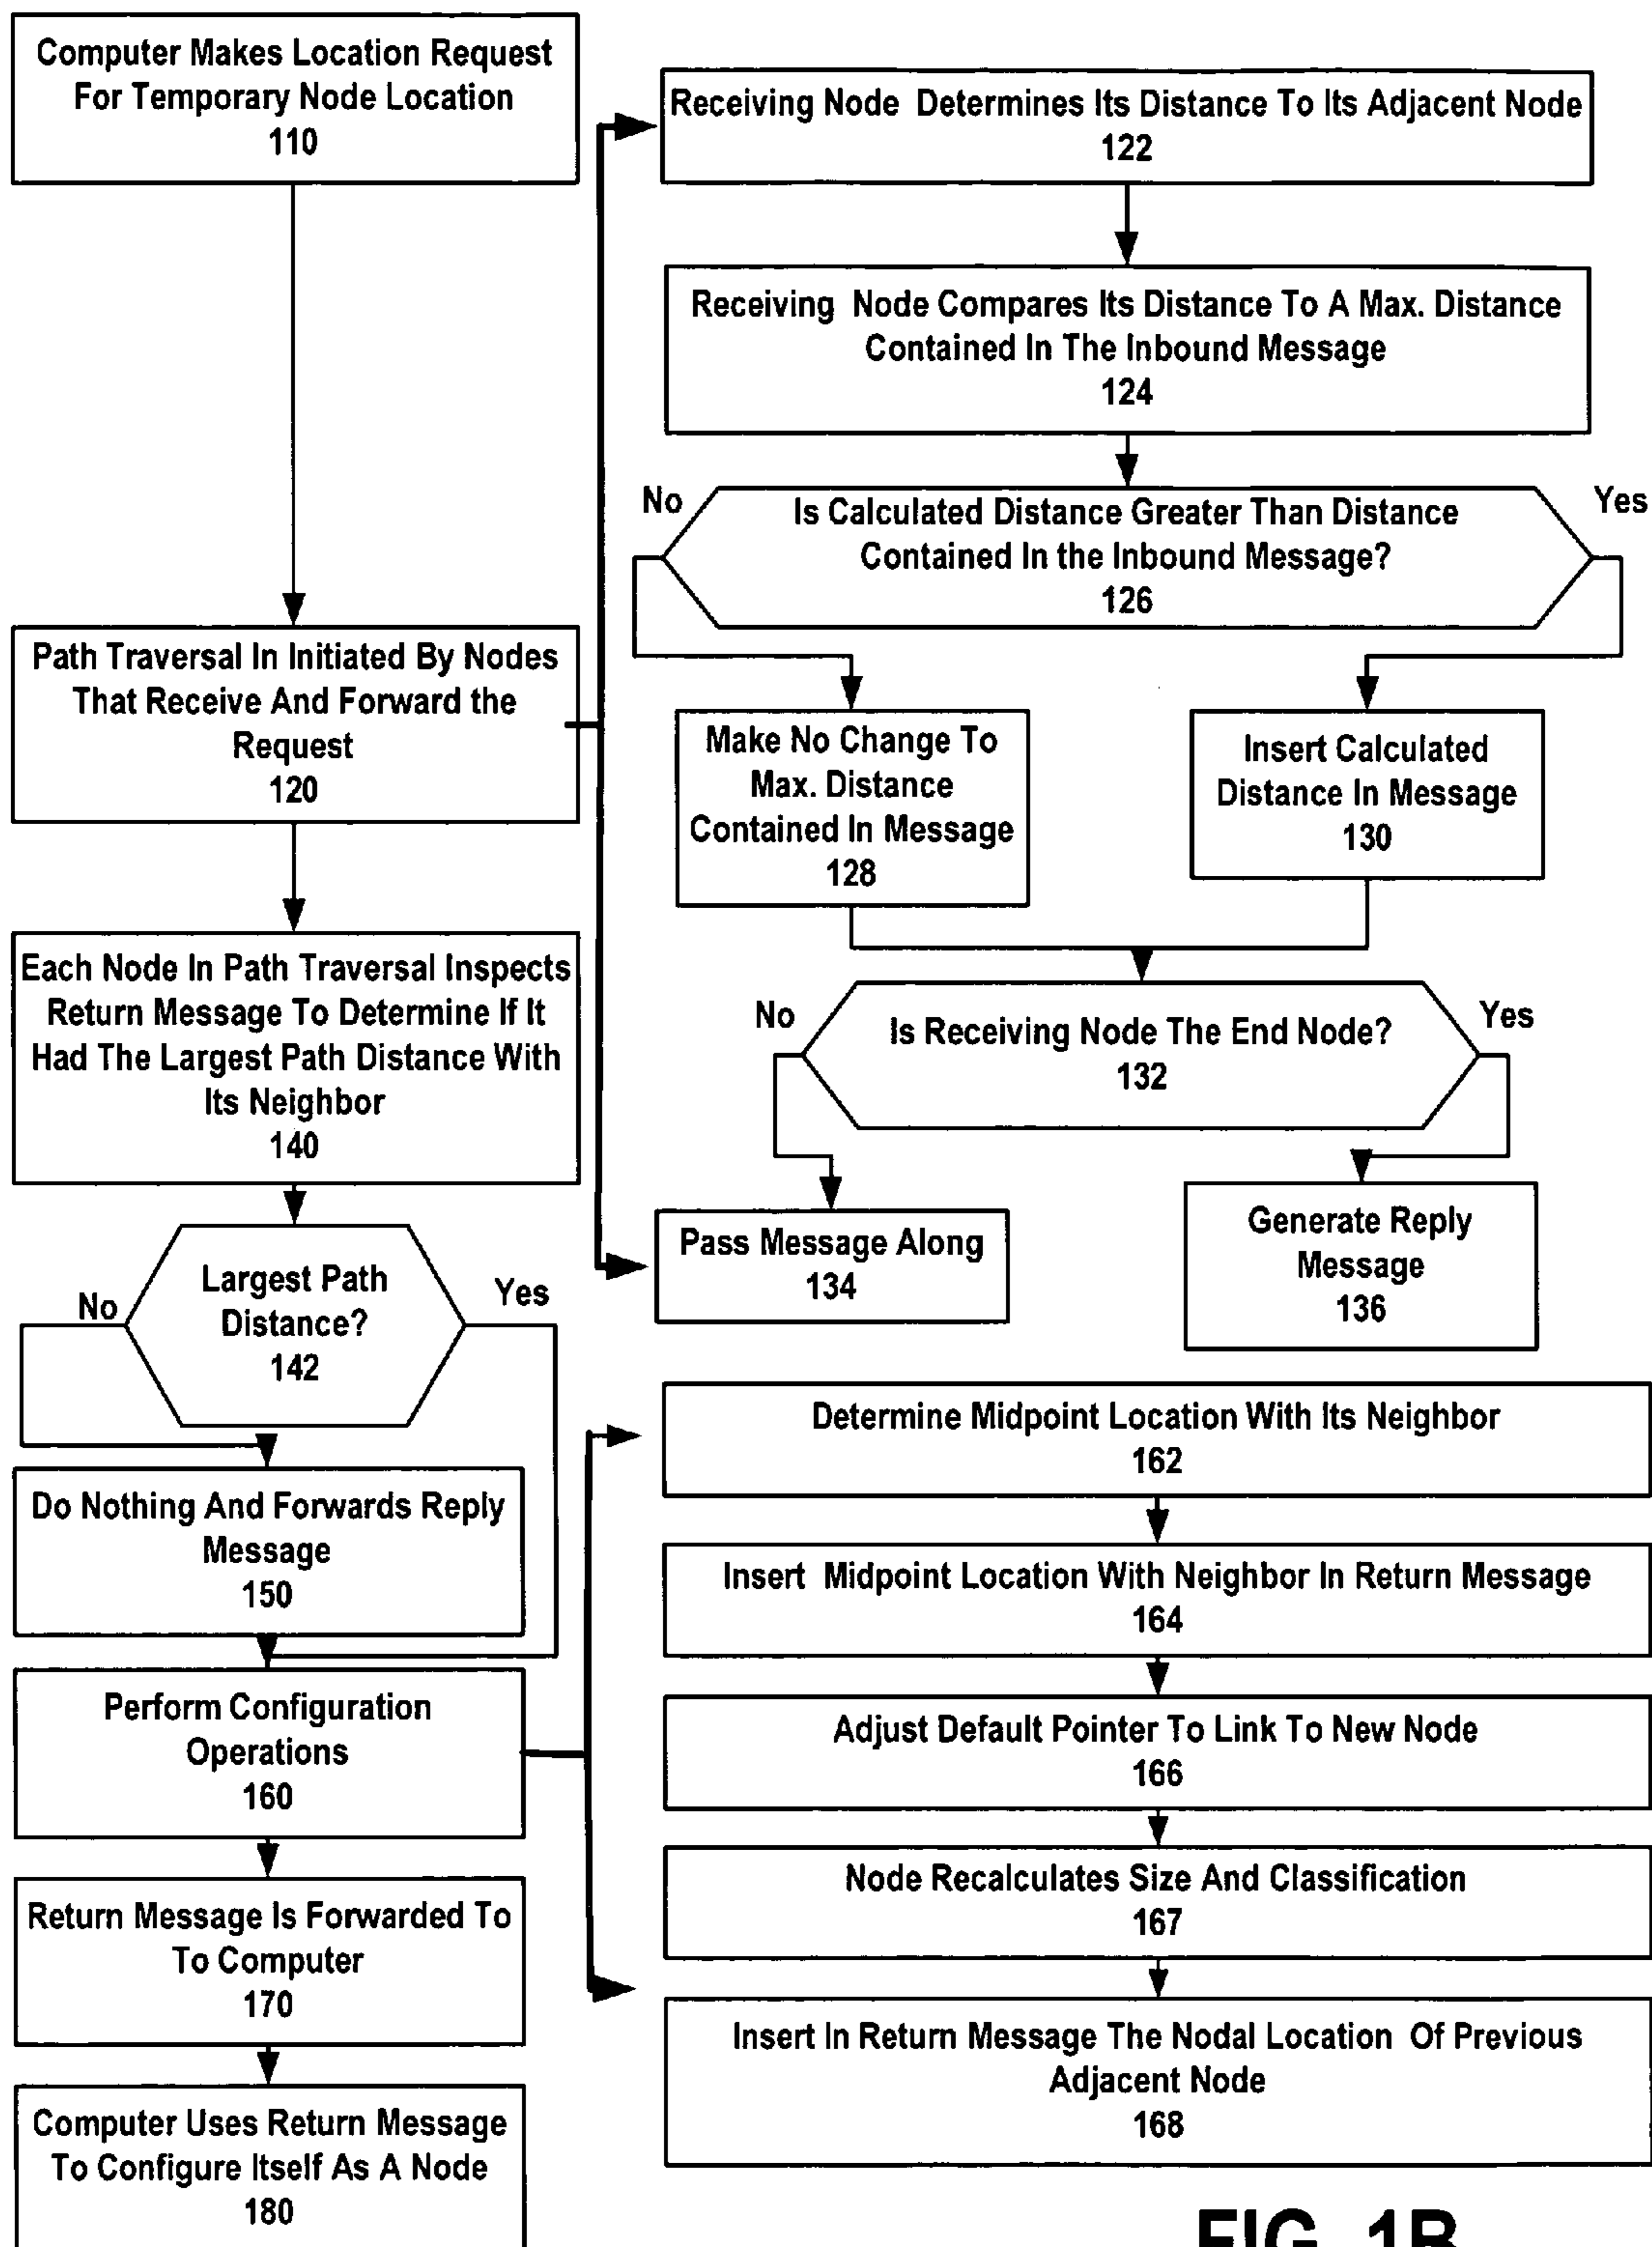 Computer Makes Location Request
For Temporary Node Location
110
Path Traversal In Initiated By Nodes
That Receive And Forward the
Request
120
Each Node In Path Traversal Inspects
Return Message To Determine If It
Had The Largest Path Distance With
Its Neighbor
140
Largest Path
Distance?
142
No
Yes
Do Nothing And Forwards Reply
Message
150
Perform Configuration
Operations
160
Return Message Is Forwarded To
To Computer
170
Computer Uses Return Message
To Configure Itself As A Node
180
Receiving Node Determines Its Distance To Its Adjacent Node
122
Receiving Node Compares Its Distance To A Max. Distance
Contained In The Inbound Message
124
No
Is Calculated Distance Greater Than Distance
Contained In the Inbound Message?
126
Yes
Make No Change To
Max. Distance
Contained In Message
128
Insert Calculated
Distance In Message
130
No
Is Receiving Node The End Node?
132
Yes
Pass Message Along
134
Generate Reply
Message
136
Determine Midpoint Location With Its Neighbor
162
Insert Midpoint Location With Neighbor In Return Message
164
Adjust Default Pointer To Link To New Node
166
Node Recalculates Size And Classification
167
Insert In Return Message The Nodal Location Of Previous
Adjacent Node
168
FIG. 1B